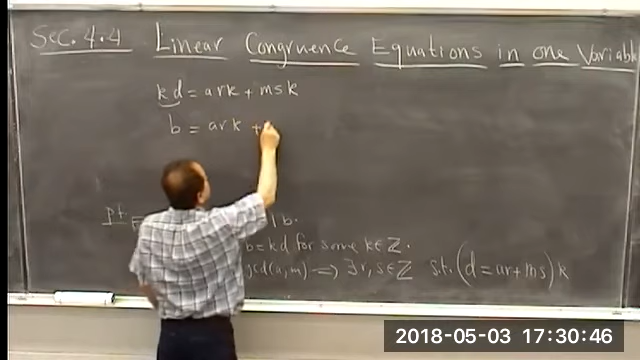 Sec. 4.4 Linear Congruence Equations in one Variable
kd = ark + msk
b = ark +
Pf
| b.
b = kd for some k∈ℤ.
gcd(a,m) ⟹ ∃r,s∈ℤ s.t. (d = ar+ms)k
2018-05-03 17:30:46